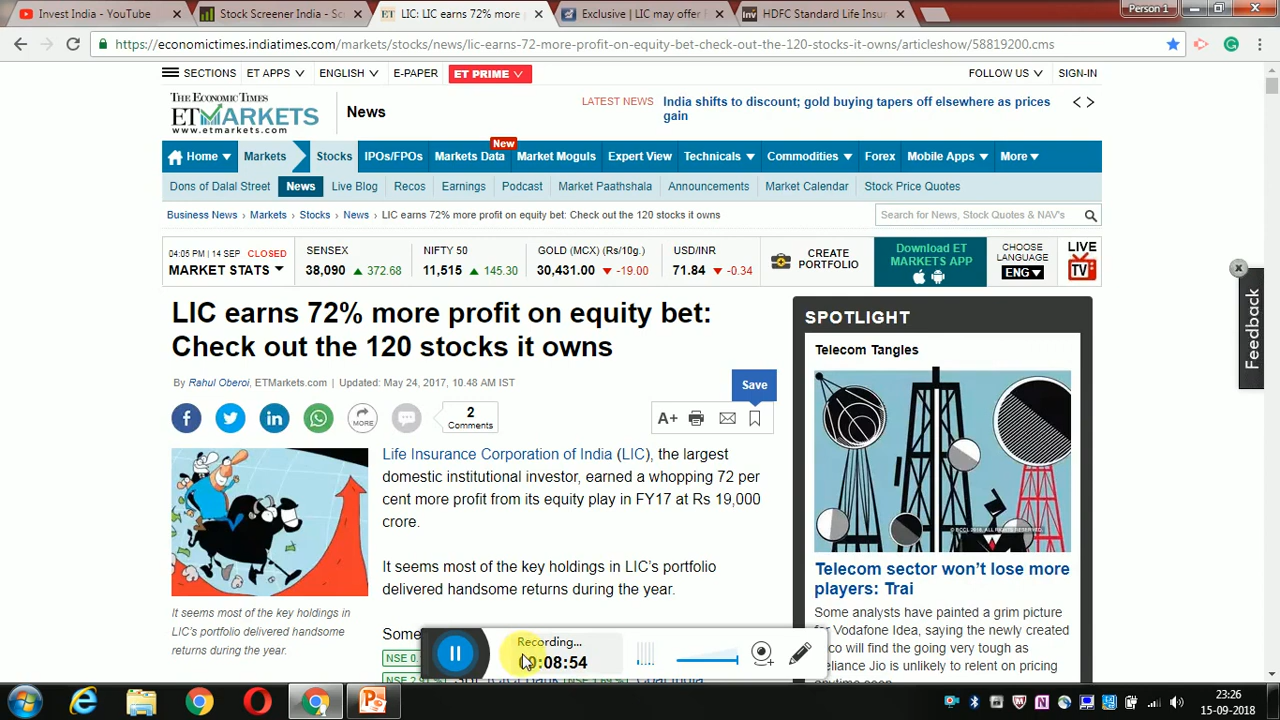 Invest India - YouTube
Stock Screener India - Sc
LIC: LIC earns 72% more
Exclusive | LIC may offer
HDFC Standard Life Insu
Person 1
https://economictimes.indiatimes.com/markets/stocks/news/lic-earns-72-more-profit-on-equity-bet-check-out-the-120-stocks-it-owns/articleshow/58819200.cms
SECTIONS
ET APPS
ENGLISH
E-PAPER
ET PRIME
FOLLOW US
SIGN-IN
THE ECONOMIC TIMES
ETMARKETS
www.etmarkets.com
News
LATEST NEWS
India shifts to discount; gold buying tapers off elsewhere as prices
gain
New
Home
Markets
Stocks
IPOs/FPOs
Markets Data
Market Moguls
Expert View
Technicals
Commodities
Forex
Mobile Apps
More
Dons of Dalal Street
News
Live Blog
Recos
Earnings
Podcast
Market Paathshala
Announcements
Market Calendar
Stock Price Quotes
Business News › Markets › Stocks › News › LIC earns 72% more profit on equity bet: Check out the 120 stocks it owns
Search for News, Stock Quotes & NAV's
04:05 PM | 14 SEP CLOSED
MARKET STATS
SENSEX
38,090 ▲ 372.68
NIFTY 50
11,515 ▲ 145.30
GOLD (MCX) (Rs/10g.)
30,431.00 ▼ -19.00
USD/INR
71.84 ▼ -0.34
CREATE
PORTFOLIO
Download ET
MARKETS APP
CHOOSE
LANGUAGE
ENG
LIVE
TV
Feedback
LIC earns 72% more profit on equity bet:
Check out the 120 stocks it owns
By Rahul Oberoi, ETMarkets.com | Updated: May 24, 2017, 10.48 AM IST
Save
MORE
2
Comments
A+
Life Insurance Corporation of India (LIC), the largest
domestic institutional investor, earned a whopping 72 per
cent more profit from its equity play in FY17 at Rs 19,000
crore.
It seems most of the key holdings in LIC's portfolio
delivered handsome returns during the year.
It seems most of the key holdings in
LIC's portfolio delivered handsome
returns during the year.
SPOTLIGHT
Telecom Tangles
Telecom sector won't lose more
players: Trai
Some analysts have painted a grim picture
for Vodafone Idea, saying the newly created
will find the going very tough as
Jio is unlikely to relent on pricing
Recording...
:08:54
23:26
15-09-2018